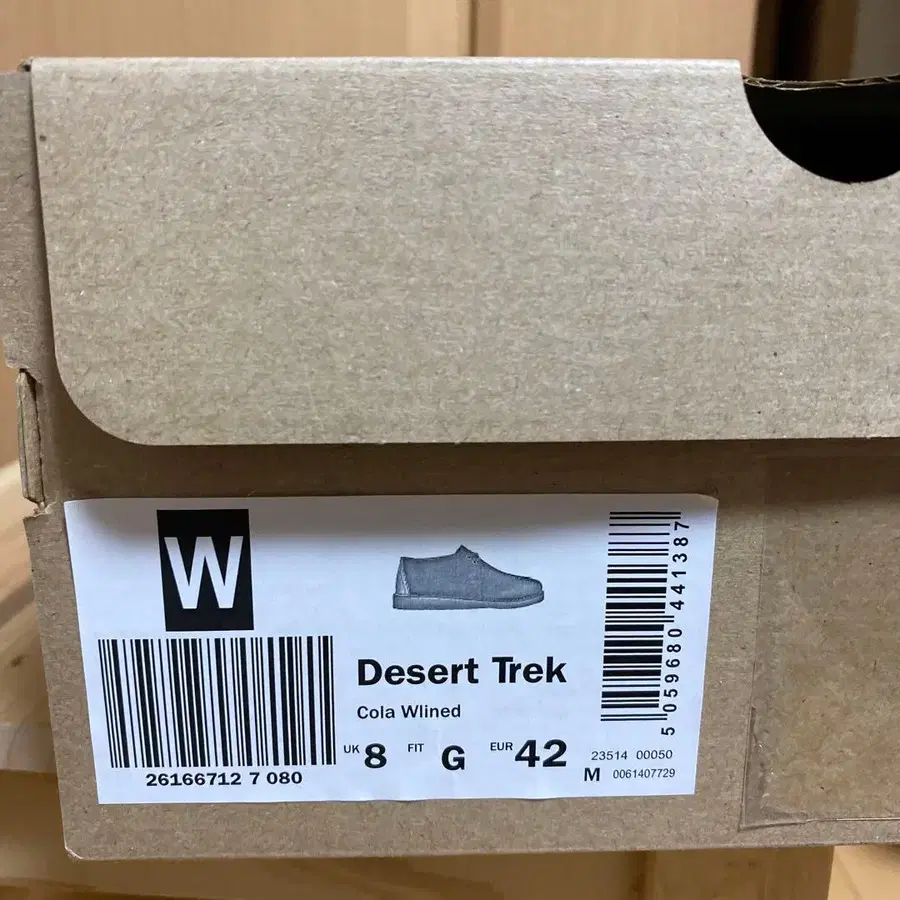 W
26166712 7 080
Desert Trek
Cola Wlined
UK 8 FIT G EUR 42
5 059680 441387
23514 00050
M 0061407729